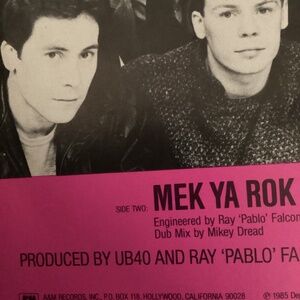 SIDE TWO: MEK YA ROK
Engineered by Ray 'Pablo' Falcon
Dub Mix by Mikey Dread
PRODUCED BY UB40 AND RAY 'PABLO' FA
A&M RECORDS, INC., P.O. BOX 118, HOLLYWOOD, CALIFORNIA 90028 ℗ 1985 De